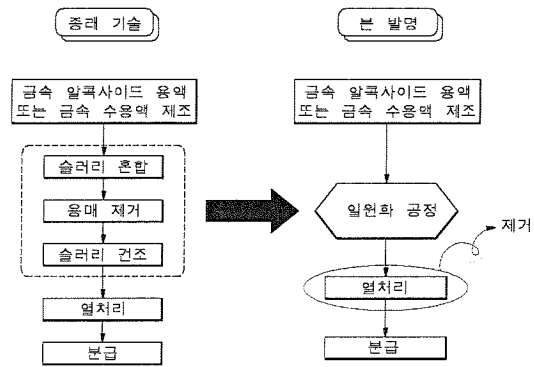 종래 기술
금속 알콕사이드 용액
또는 금속 수용액 제조
슬러리 혼합
용매 제거
슬러리 건조
열처리
분급
본 발명
금속 알콕사이드 용액
또는 금속 수용액 제조
일원화 공정
제거
열처리
분급